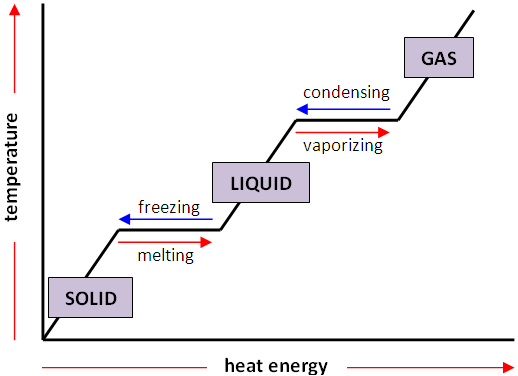 GAS
condensing
vaporizing
LIQUID
freezing
melting
SOLID
temperature
heat energy